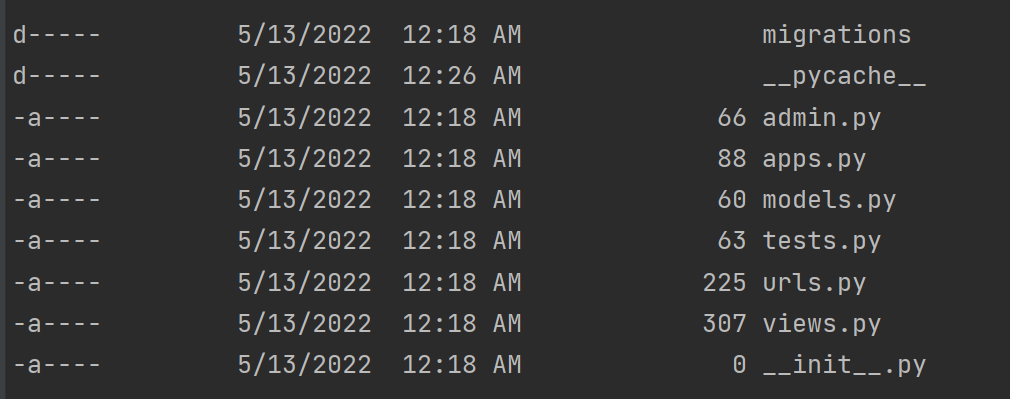 d-----         5/13/2022  12:18 AM                migrations
d-----         5/13/2022  12:26 AM                __pycache__
-a----         5/13/2022  12:18 AM             66 admin.py
-a----         5/13/2022  12:18 AM             88 apps.py
-a----         5/13/2022  12:18 AM             60 models.py
-a----         5/13/2022  12:18 AM             63 tests.py
-a----         5/13/2022  12:18 AM            225 urls.py
-a----         5/13/2022  12:18 AM            307 views.py
-a----         5/13/2022  12:18 AM              0 __init__.py